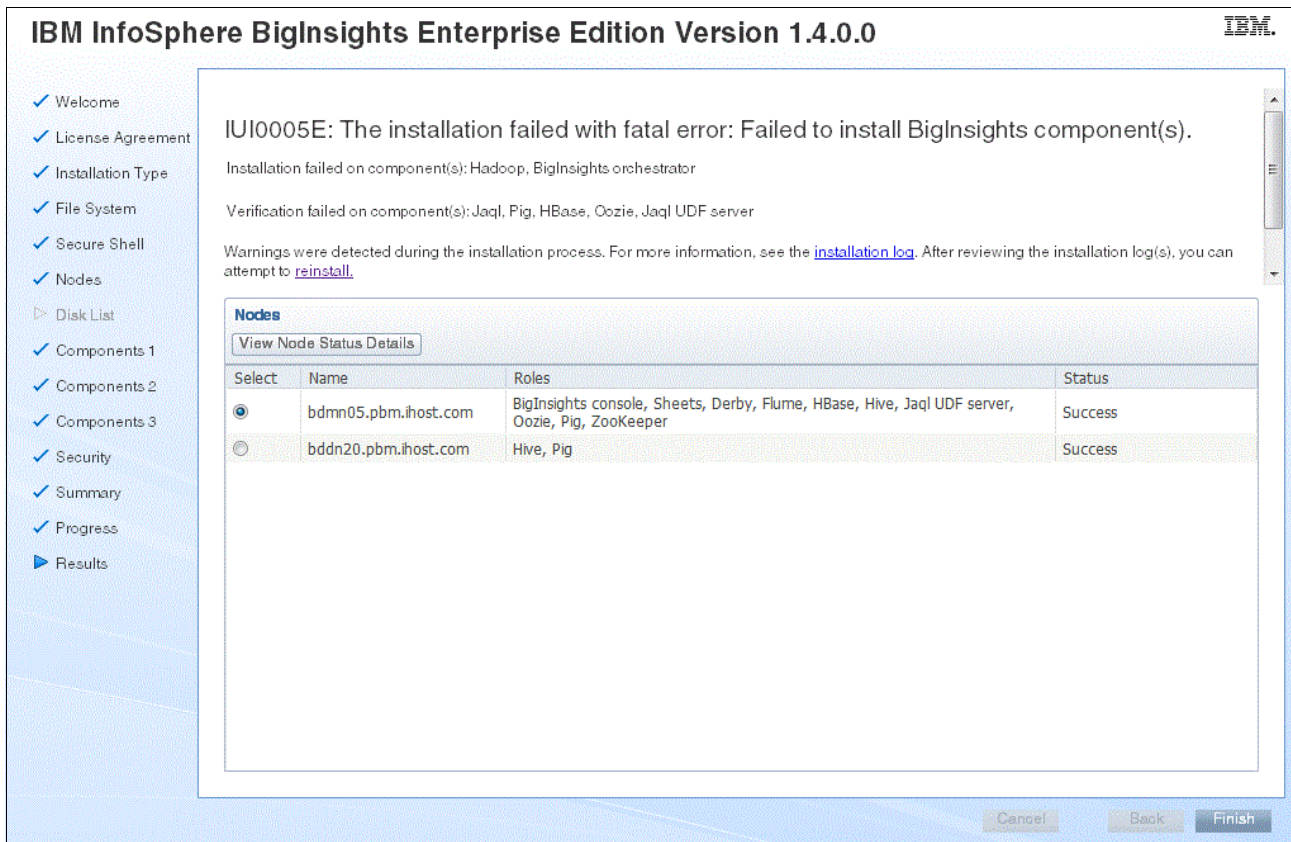 IBM InfoSphere BigInsights Enterprise Edition Version 1.4.0.0
IBM.
Welcome
License Agreement
Installation Type
File System
Secure Shell
Nodes
Disk List
Components 1
Components 2
Components 3
Security
Summary
Progress
Results
IUI0005E: The installation failed with fatal error: Failed to install BigInsights component(s).
Installation failed on component(s): Hadoop, BigInsights orchestrator
Verification failed on component(s): Jaql, Pig, HBase, Oozie, Jaql UDF server
Warnings were detected during the installation process. For more information, see the installation log. After reviewing the installation log(s), you can
attempt to reinstall.
Nodes
View Node Status Details
Select Name Roles Status
bdmn05.pbm.ihost.com BigInsights console, Sheets, Derby, Flume, HBase, Hive, Jaql UDF server, Success
Oozie, Pig, ZooKeeper
bddn20.pbm.ihost.com Hive, Pig Success
Cancel Back Finish